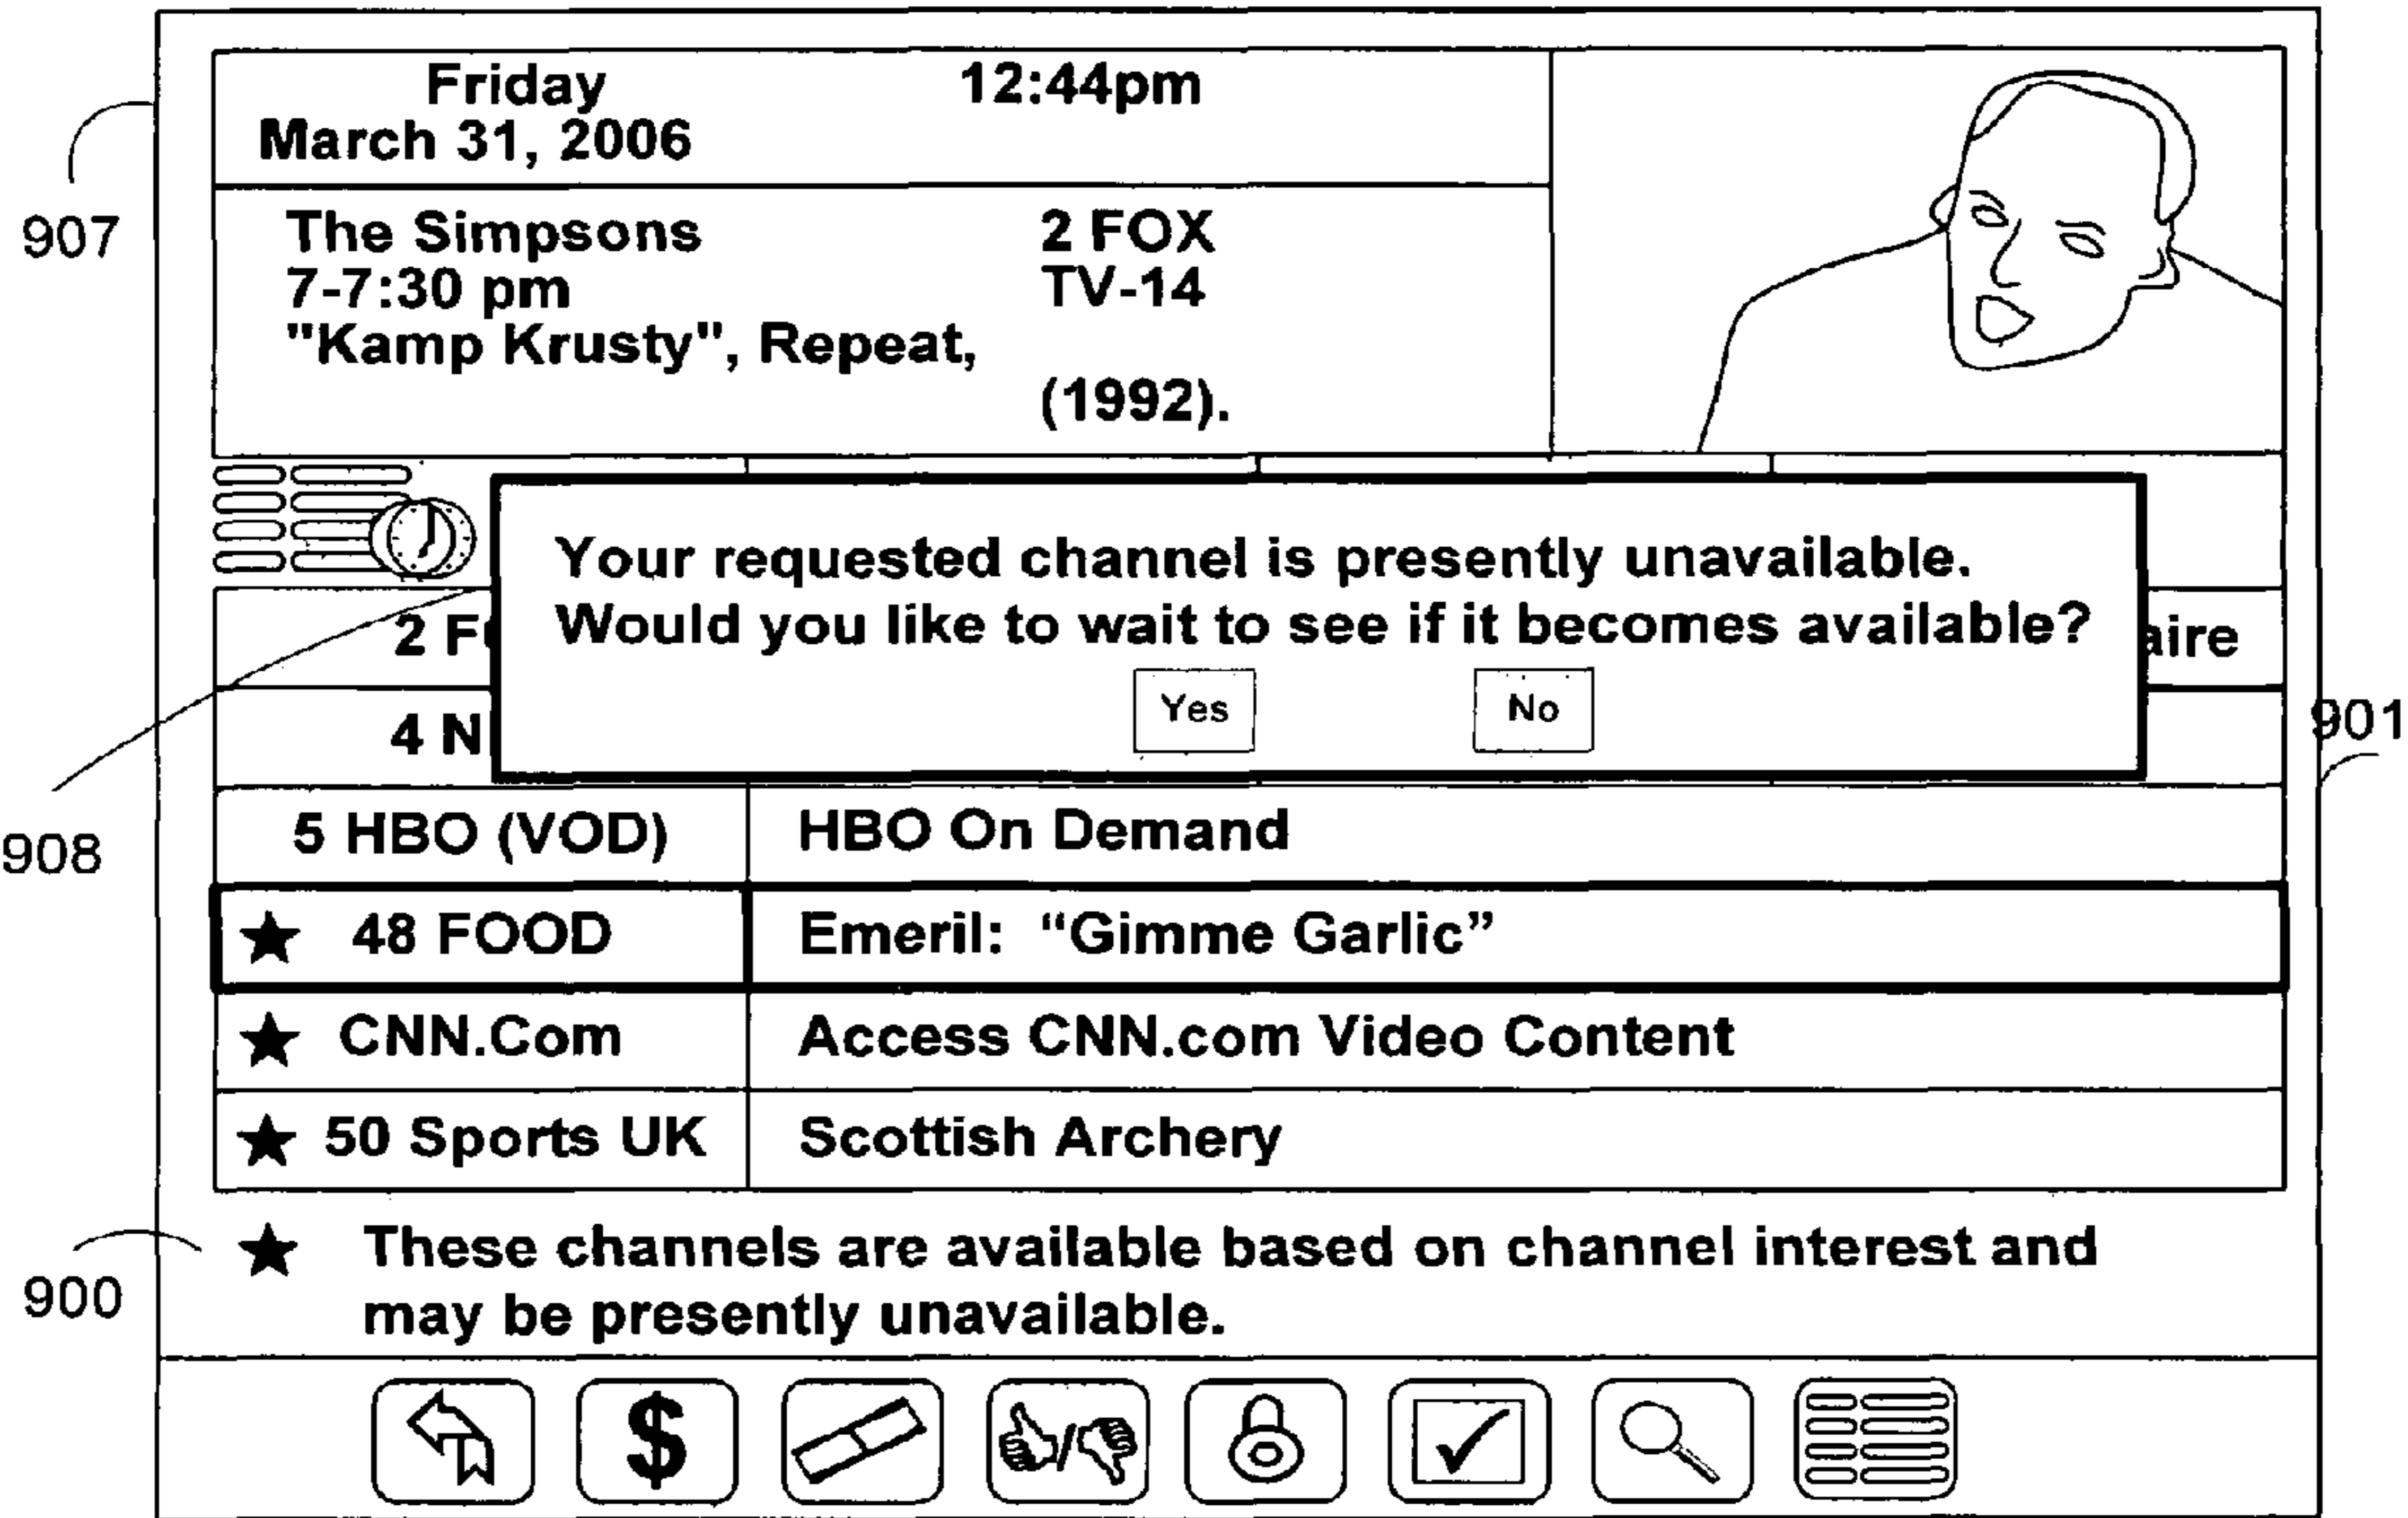 Friday 12:44pm
March 31, 2006
907
The Simpsons 2 FOX
7-7:30 pm TV-14
"Kamp Krusty", Repeat,
(1992).
Your requested channel is presently unavailable.
Would you like to wait to see if it becomes available?
Yes No
2
4
901
908
5 HBO (VOD) HBO On Demand
★ 48 FOOD Emeril: “Gimme Garlic”
★ CNN.Com Access CNN.com Video Content
★ 50 Sports UK Scottish Archery
★ These channels are available based on channel interest and
may be presently unavailable.
900
$